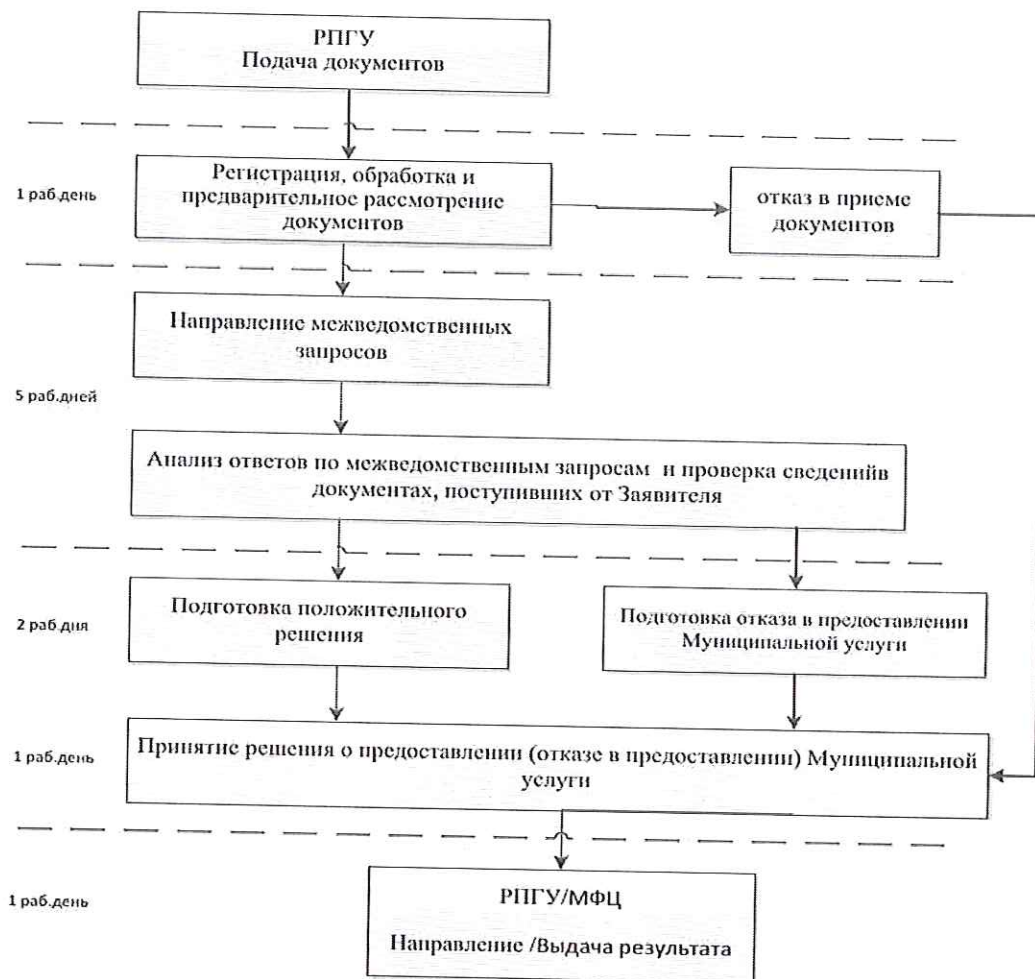 РПГУ
Подача документов
1 раб.день
Регистрация, обработка и
предварительное рассмотрение
документов
отказ в приеме
документов
Направление межведомственных
запросов
5 раб.дней
Анализ ответов по межведомственным запросам и проверка сведенийв
документах, поступивших от Заявителя
2 раб.дня
Подготовка положительного
решения
Подготовка отказа в предоставлении
Муниципальной услуги
1 раб.день
Принятие решения о предоставлении (отказе в предоставлении) Муниципальной
услуги
1 раб.день
РПГУ/МФЦ
Направление /Выдача результата